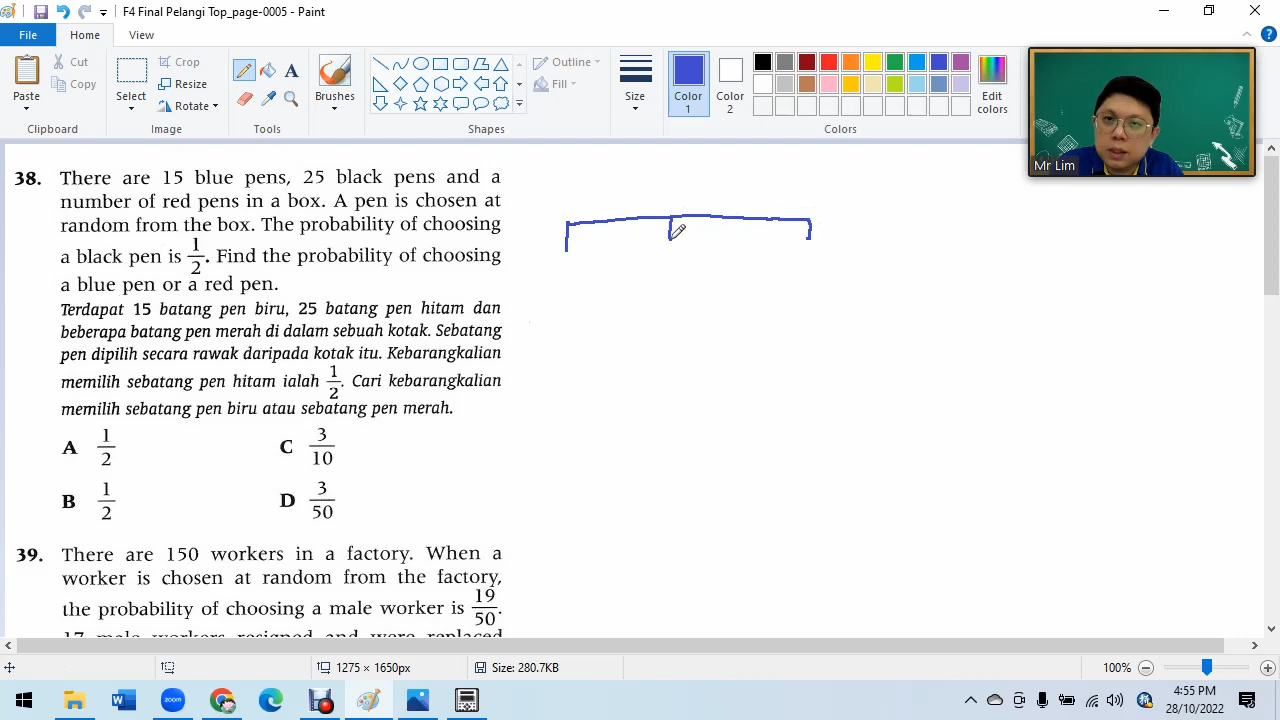 F4 Final Pelangi Top_page-0005 - Paint
File
Home
View
Paste
Cut
Copy
Clipboard
Select
Crop
Resize
Rotate
Image
A
Tools
Brushes
Shapes
Outline
Fill
Size
Color 1
Color 2
Edit colors
Colors
Mr Lim
38. There are 15 blue pens, 25 black pens and a
number of red pens in a box. A pen is chosen at
random from the box. The probability of choosing
a black pen is 1/2. Find the probability of choosing
a blue pen or a red pen.
Terdapat 15 batang pen biru, 25 batang pen hitam dan
beberapa batang pen merah di dalam sebuah kotak. Sebatang
pen dipilih secara rawak daripada kotak itu. Kebarangkalian
memilih sebatang pen hitam ialah 1/2. Cari kebarangkalian
memilih sebatang pen biru atau sebatang pen merah.
A 1/2 C 3/10
B 1/2 D 3/50
39. There are 150 workers in a factory. When a
worker is chosen at random from the factory,
the probability of choosing a male worker is 19/50.
17 male workers resigned and were replaced
1275 × 1650px
Size: 280.7KB
100%
zoom
4:55 PM
28/10/2022